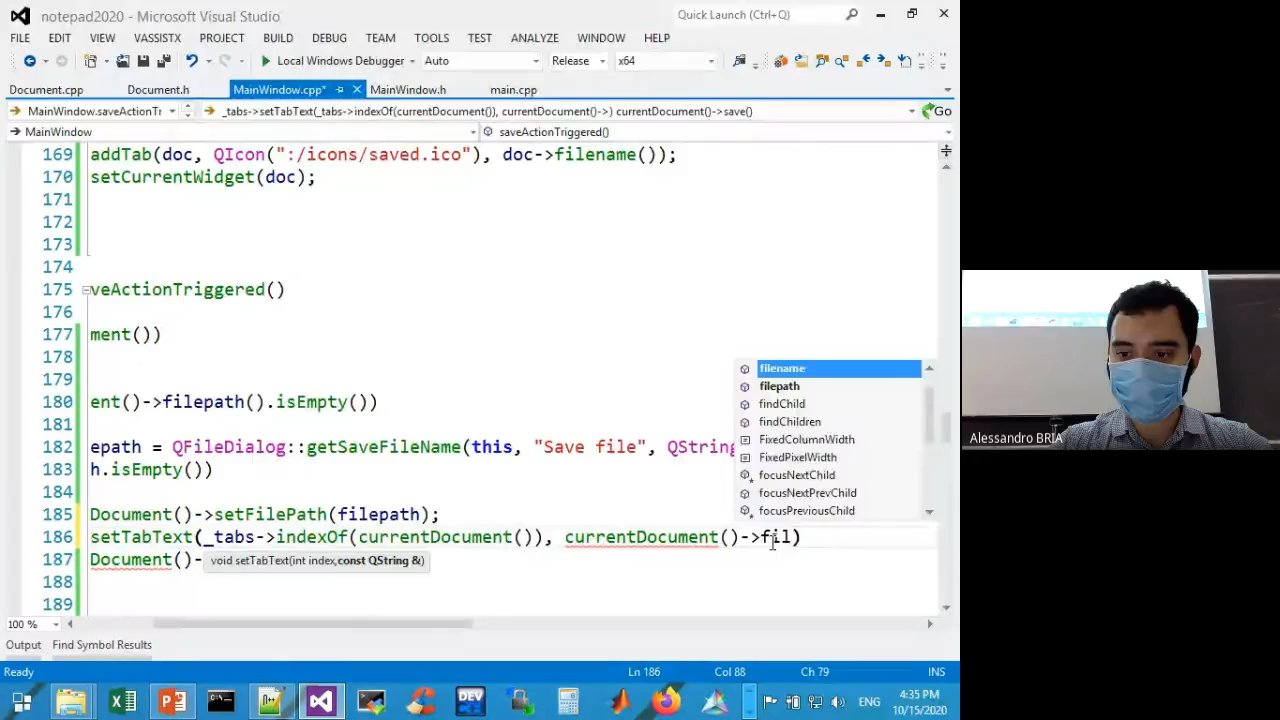 notepad2020 - Microsoft Visual Studio
Quick Launch (Ctrl+Q)
FILE EDIT VIEW VASSISTX PROJECT BUILD DEBUG TEAM TOOLS TEST ANALYZE WINDOW HELP
Local Windows Debugger Auto Release x64
Document.cpp Document.h MainWindow.cpp* MainWindow.h main.cpp
MainWindow.saveActionTr _tabs->setTabText(_tabs->indexOf(currentDocument()), currentDocument()->) currentDocument()->save() Go
MainWindow saveActionTriggered()
169 addTab(doc, QIcon(":/icons/saved.ico"), doc->filename());
170 setCurrentWidget(doc);
171
172
173
174
175 veActionTriggered()
176
177 ment())
178
179
180 ent()->filepath().isEmpty())
181
182 epath = QFileDialog::getSaveFileName(this, "Save file", QString
183 h.isEmpty())
184
185 Document()->setFilePath(filepath);
186 setTabText(_tabs->indexOf(currentDocument()), currentDocument()->fil)
187 Document()-
188
189
void setTabText(int index,const QString &)
filename
filepath
findChild
findChildren
FixedColumnWidth
FixedPixelWidth
focusNextChild
focusNextPrevChild
focusPreviousChild
100 %
Output Find Symbol Results
Ready Ln 186 Col 88 Ch 79 INS
DEV
ENG
4:35 PM
10/15/2020
Alessandro BRIA